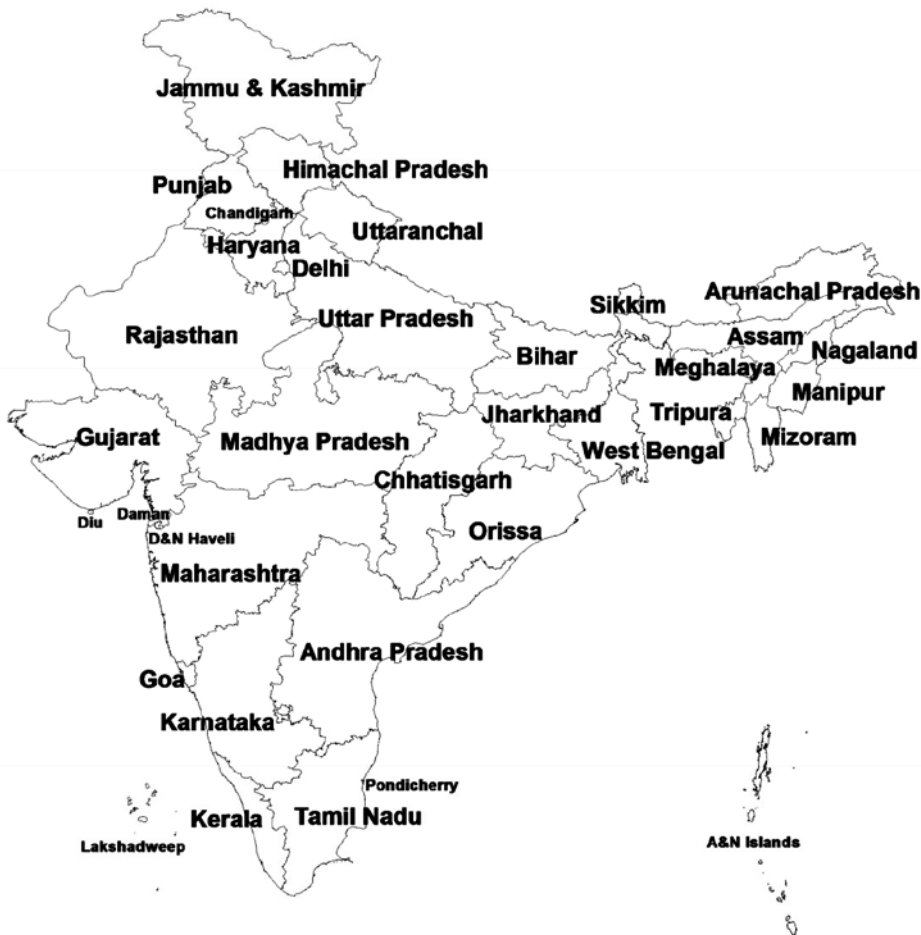 Jammu & Kashmir
Himachal Pradesh
Punjab
Chandigarh
Uttaranchal
Haryana
Delhi
Arunachal Pradesh
Sikkim
Uttar Pradesh
Rajasthan
Assam
Nagaland
Bihar
Meghalaya
Manipur
Jharkhand
Tripura
Gujarat
Madhya Pradesh
Mizoram
West Bengal
Chhatisgarh
Daman
Diu
Orissa
D&N Haveli
Maharashtra
Andhra Pradesh
Goa
Karnataka
Pondicherry
Kerala
Tamil Nadu
Lakshadweep
A&N Islands